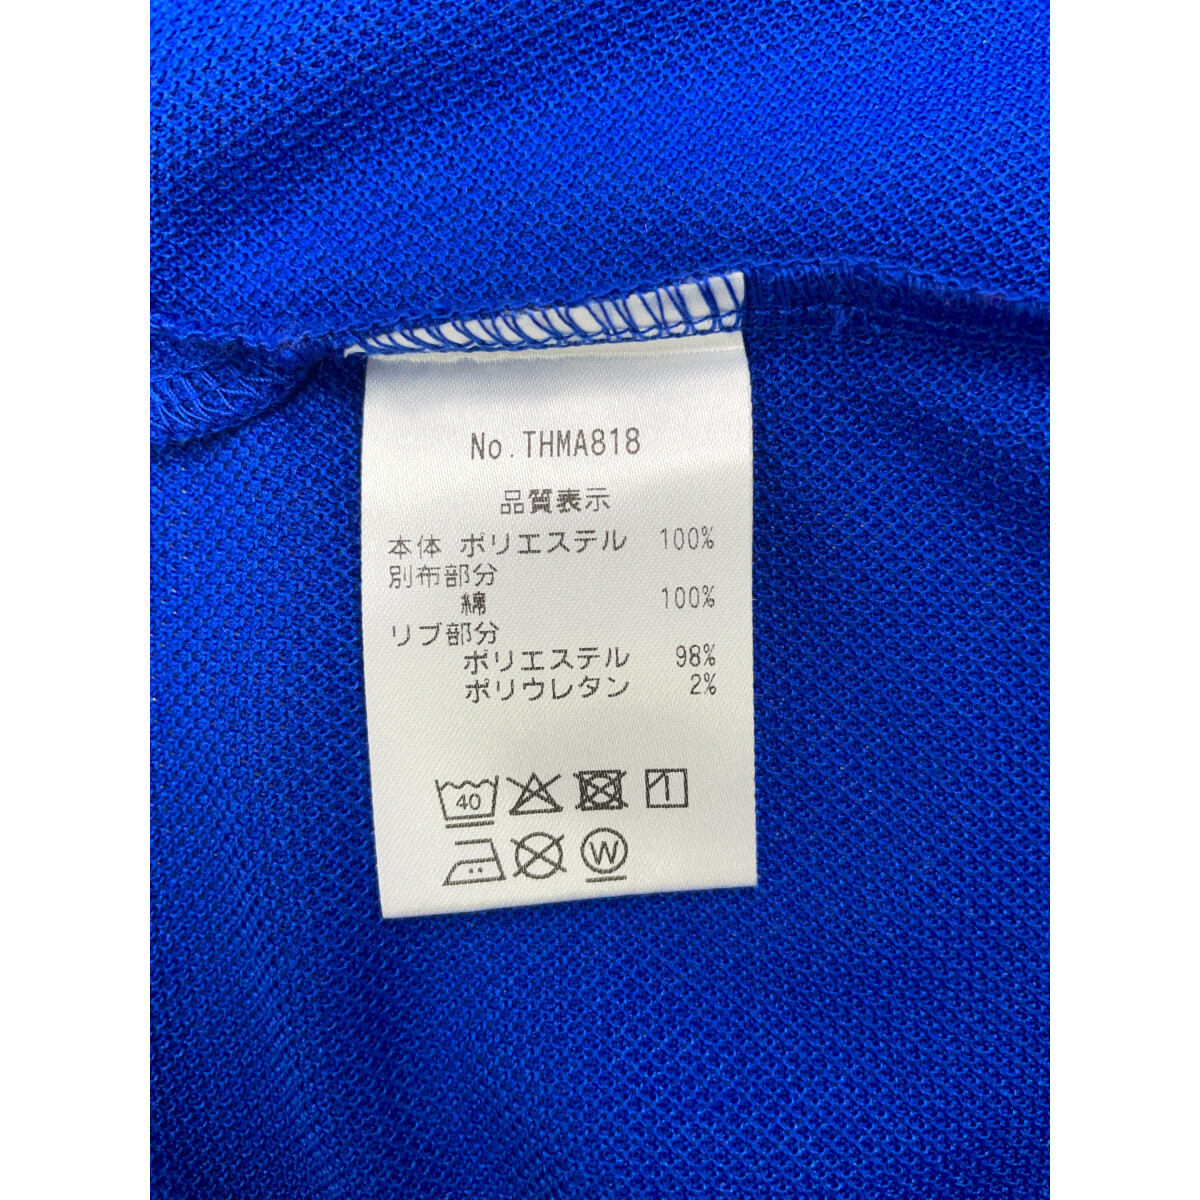 No.THMA818
品質表示
本体 ポリエステル 100%
別布部分
綿 100%
リブ部分
ポリエステル 98%
ポリウレタン 2%
40
W